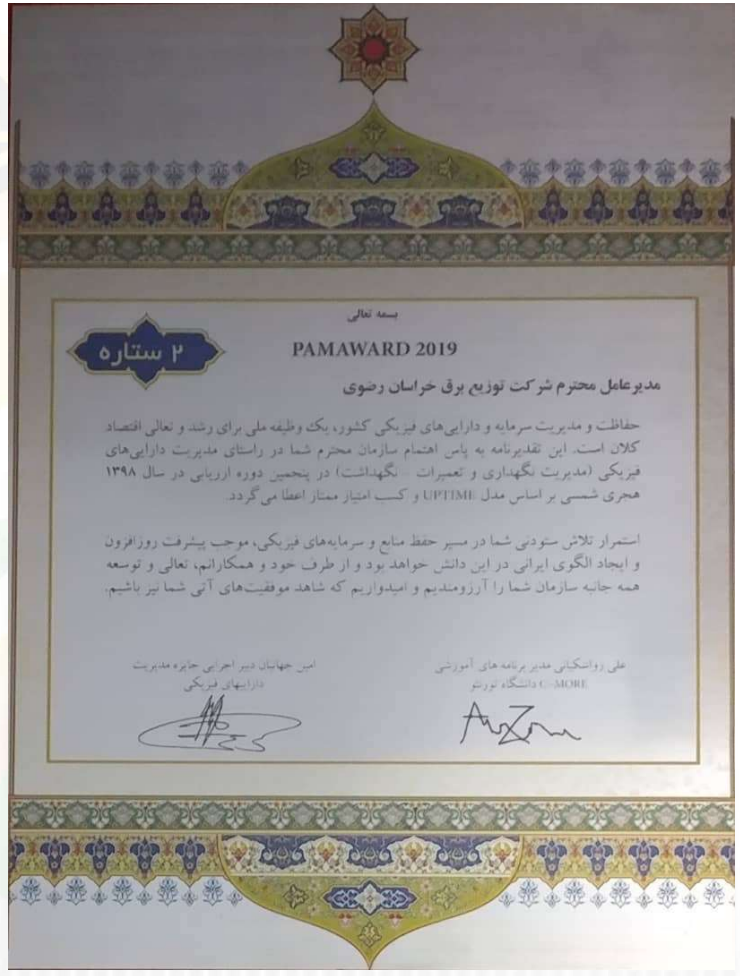 بسمه تعالی
PAMAWARD 2019
۲ ستاره
مدیرعامل محترم شرکت توزیع برق خراسان رضوی
حفاظت و مدیریت سرمایه و دارایی‌های فیزیکی کشور، یک وظیفه ملی برای رشد و تعالی اقتصاد
کلان است. این تقدیرنامه به پاس اهتمام سازمان محترم شما در راستای مدیریت دارایی‌های
فیزیکی (مدیریت نگهداری و تعمیرات - نگهداشت) در پنجمین دوره ارزیابی در سال ۱۳۹۸
هجری شمسی بر اساس مدل UPTIME و کسب امتیاز ممتاز اعطا می‌گردد.
استمرار تلاش ستودنی شما در مسیر حفظ منابع و سرمایه‌های فیزیکی، موجب پیشرفت روزافزون
و ایجاد الگوی ایرانی در این دانش خواهد بود و از طرف خود و همکارانم، تعالی و توسعه
همه جانبه سازمان شما را آرزومندیم و امیدواریم که شاهد موفقیت‌های آتی شما نیز باشیم.
علی زواشکیانی مدیر برنامه های آموزشی
C-MORE دانشگاه تورنتو
امین جهانیان دبیر اجرایی جایزه مدیریت
داراییهای فیزیکی